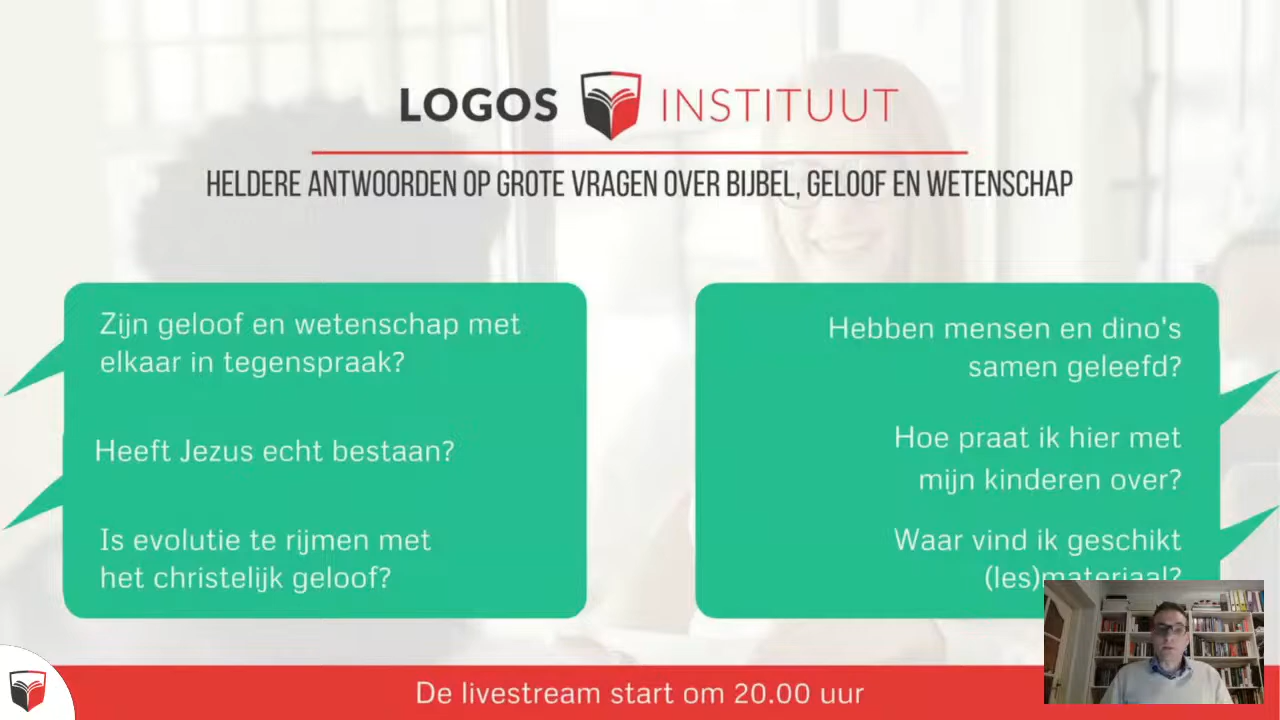 LOGOS INSTITUUT
HELDERE ANTWOORDEN OP GROTE VRAGEN OVER BIJBEL, GELOOF EN WETENSCHAP
Zijn geloof en wetenschap met
elkaar in tegenspraak?
Heeft Jezus echt bestaan?
Is evolutie te rijmen met
het christelijk geloof?
Hebben mensen en dino's
samen geleefd?
Hoe praat ik hier met
mijn kinderen over?
Waar vind ik geschikt
(les)materiaal?
De livestream start om 20.00 uur